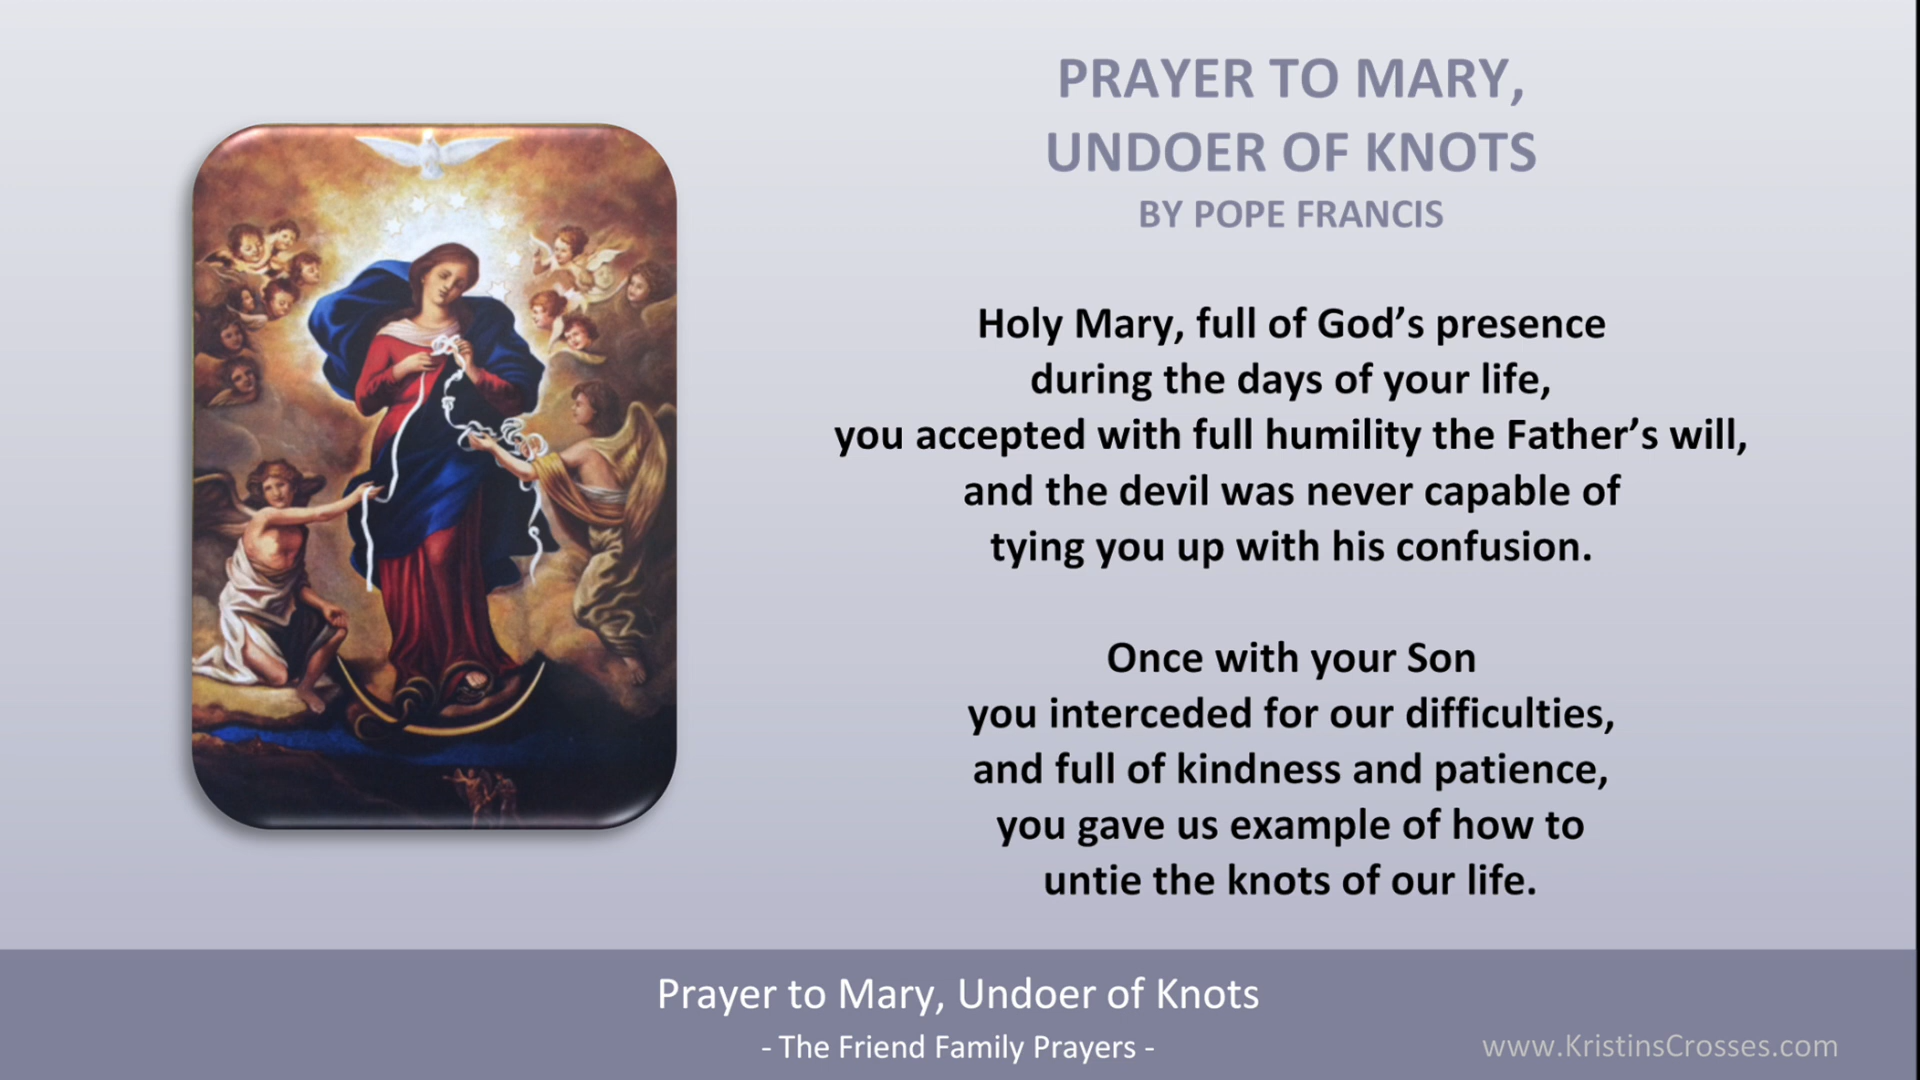 PRAYER TO MARY,
UNDOER OF KNOTS
BY POPE FRANCIS
Holy Mary, full of God’s presence
during the days of your life,
you accepted with full humility the Father’s will,
and the devil was never capable of
tying you up with his confusion.
Once with your Son
you interceded for our difficulties,
and full of kindness and patience,
you gave us example of how to
untie the knots of our life.
Prayer to Mary, Undoer of Knots
- The Friend Family Prayers -
www.KristinsCrosses.com